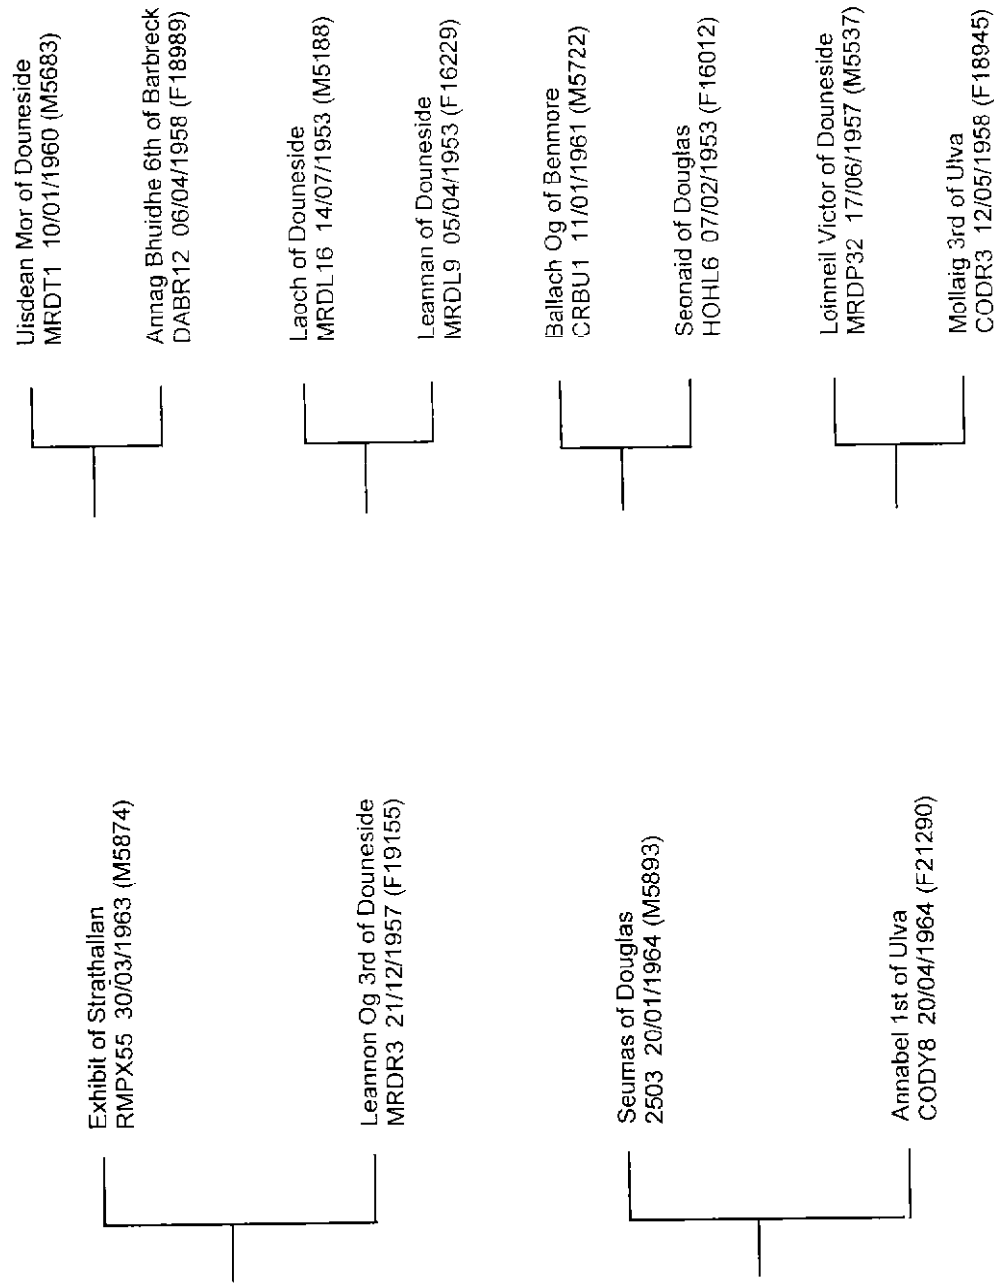 Uisdean Mor of Douneside
MRDT1 10/01/1960 (M5683)
Annag Bhuidhe 6th of Barbreck
DABR12 06/04/1958 (F18989)
Laoch of Douneside
MRDL16 14/07/1953 (M5188)
Leannan of Douneside
MRDL9 05/04/1953 (F16229)
Ballach Og of Benmore
CRBU1 11/01/1961 (M5722)
Seonaid of Douglas
HOHL6 07/02/1953 (F16012)
Loinneil Victor of Douneside
MRDP32 17/06/1957 (M5537)
Mollaig 3rd of Ulva
CODR3 12/05/1958 (F18945)
Exhibit of Strathallan
RMPX55 30/03/1963 (M5874)
Leannon Og 3rd of Douneside
MRDR3 21/12/1957 (F19155)
Seumas of Douglas
2503 20/01/1964 (M5893)
Annabel 1st of Ulva
CODY8 20/04/1964 (F21290)